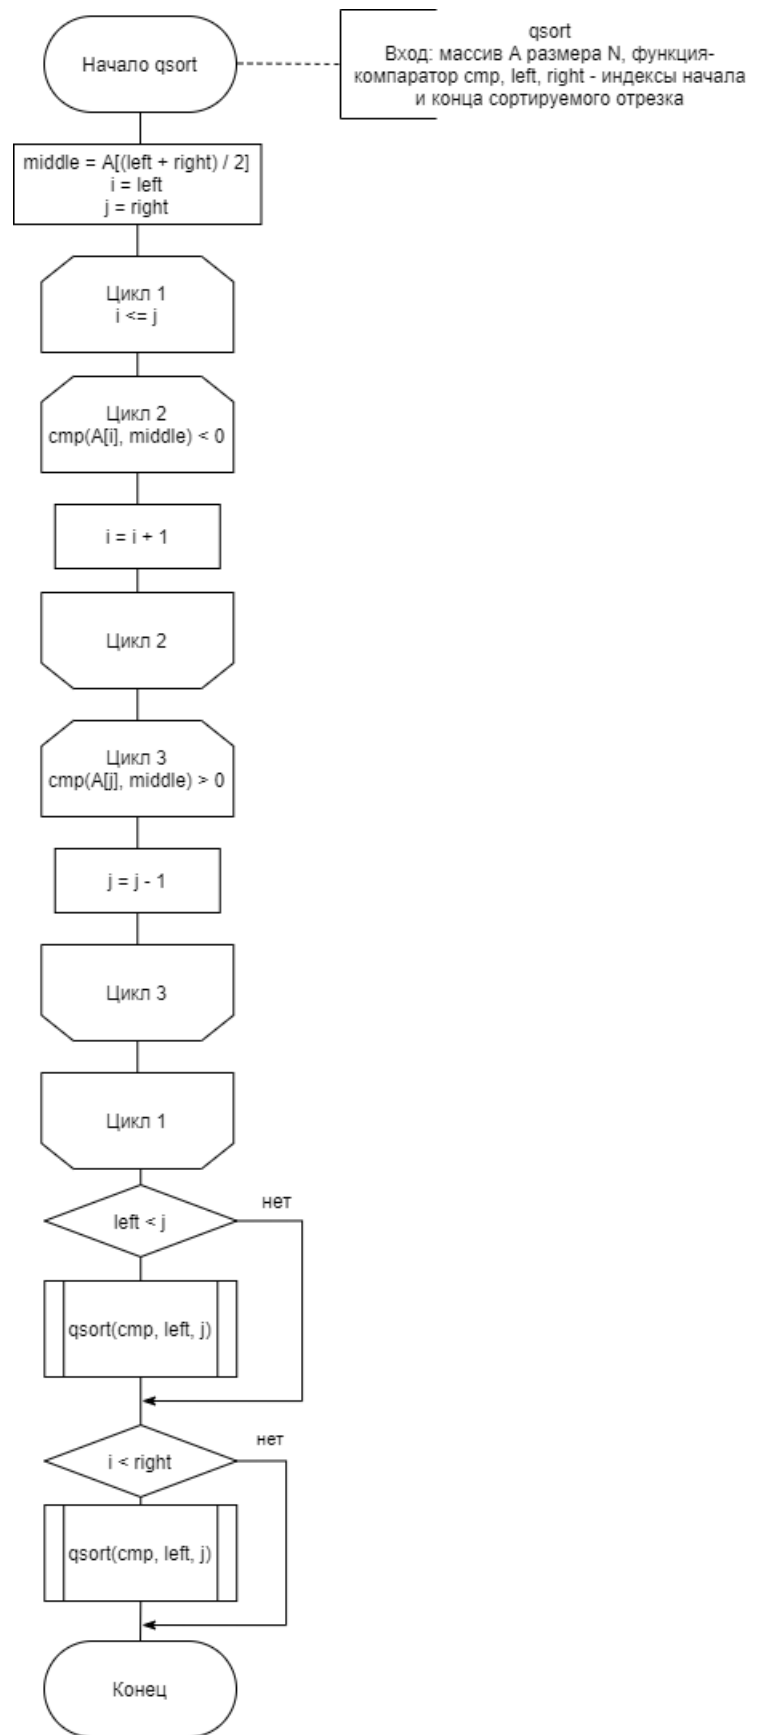 Начало qsort
qsort
Вход: массив A размера N, функция-
компаратор cmp, left, right - индексы начала
и конца сортируемого отрезка
middle = A[(left + right) / 2]
i = left
j = right
Цикл 1
i <= j
Цикл 2
cmp(A[i], middle) < 0
i = i + 1
Цикл 2
Цикл 3
cmp(A[j], middle) > 0
j = j - 1
Цикл 3
Цикл 1
left < j
нет
qsort(cmp, left, j)
i < right
нет
qsort(cmp, left, j)
Конец